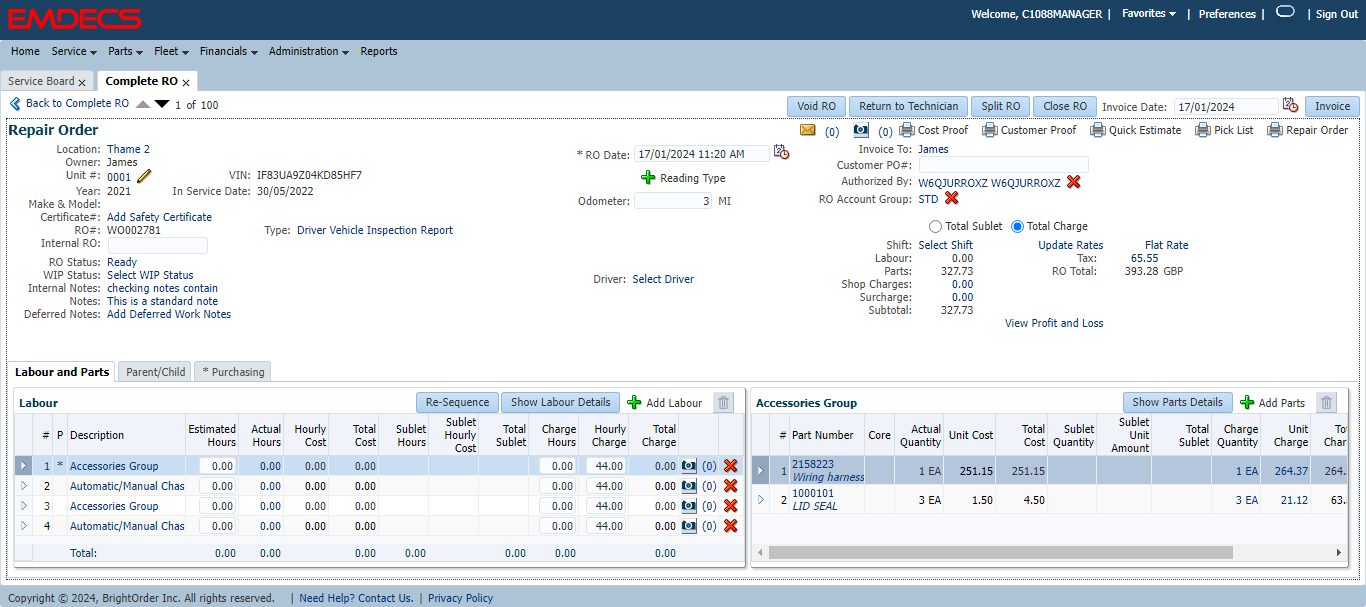 EMDECS
Welcome, C1088MANAGER | Favorites | Preferences | | Sign Out
Home Service Parts Fleet Financials Administration Reports
Service Board x Complete RO x
Back to Complete RO 1 of 100
Void RO Return to Technician Split RO Close RO Invoice Date: 17/01/2024 Invoice
Repair Order
(0) (0) Cost Proof Customer Proof Quick Estimate Pick List Repair Order
Location: Thame 2
Owner: James
Unit #: 0001 VIN: IF83UA9Z04KD85HF7
Year: 2021 In Service Date: 30/05/2022
Make & Model:
Certificate#: Add Safety Certificate
RO#: WO002781 Type: Driver Vehicle Inspection Report
Internal RO:
RO Status: Ready
WIP Status: Select WIP Status
Internal Notes: checking notes contain
Notes: This is a standard note
Deferred Notes: Add Deferred Work Notes
* RO Date: 17/01/2024 11:20 AM
Reading Type
Odometer: 3 MI
Driver: Select Driver
Invoice To: James
Customer PO#:
Authorized By: W6QJURROXZ W6QJURROXZ
RO Account Group: STD
Total Sublet Total Charge
Shift: Select Shift Update Rates Flat Rate
Labour: 0.00 Tax: 65.55
Parts: 327.73 RO Total: 393.28 GBP
Shop Charges: 0.00
Surcharge: 0.00
Subtotal: 327.73
View Profit and Loss
Labour and Parts Parent/Child * Purchasing
Labour Re-Sequence Show Labour Details Add Labour
# P Description Estimated Hours Actual Hours Hourly Cost Total Cost Sublet Hours Sublet Hourly Cost Total Sublet Charge Hours Hourly Charge Total Charge
1 * Accessories Group 0.00 0.00 0.00 0.00 0.00 44.00 0.00 (0)
2 Automatic/Manual Chas 0.00 0.00 0.00 0.00 0.00 44.00 0.00 (0)
3 Accessories Group 0.00 0.00 0.00 0.00 0.00 44.00 0.00 (0)
4 Automatic/Manual Chas 0.00 0.00 0.00 0.00 0.00 44.00 0.00 (0)
Total: 0.00 0.00 0.00 0.00 0.00 0.00 0.00
Accessories Group Show Parts Details Add Parts
# Part Number Core Actual Quantity Unit Cost Total Cost Sublet Quantity Sublet Unit Amount Total Sublet Charge Quantity Unit Charge To Char
1 2158223 1 EA 251.15 251.15 1 EA 264.37 264.
Wiring harness
2 1000101 3 EA 1.50 4.50 3 EA 21.12 63.
LID SEAL
Copyright © 2024, BrightOrder Inc. All rights reserved. | Need Help? Contact Us. | Privacy Policy